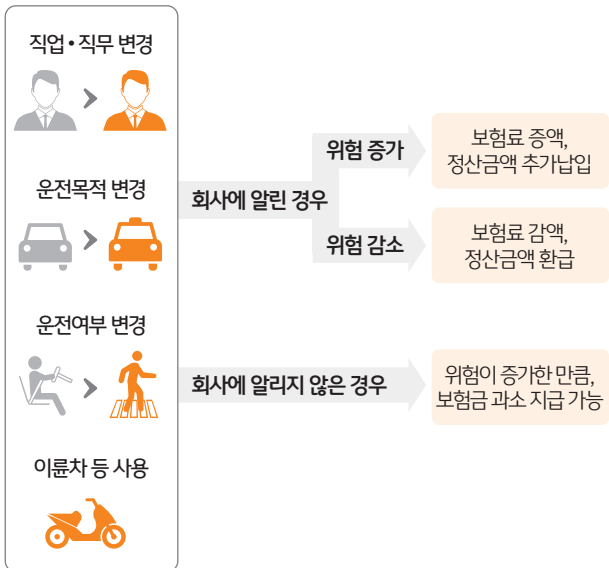 직업•직무 변경
운전목적 변경
운전여부 변경
이륜차 등 사용
회사에 알린 경우
위험 증가
보험료 증액,
정산금액 추가납입
위험 감소
보험료 감액,
정산금액 환급
회사에 알리지 않은 경우
위험이 증가한 만큼,
보험금 과소 지급 가능